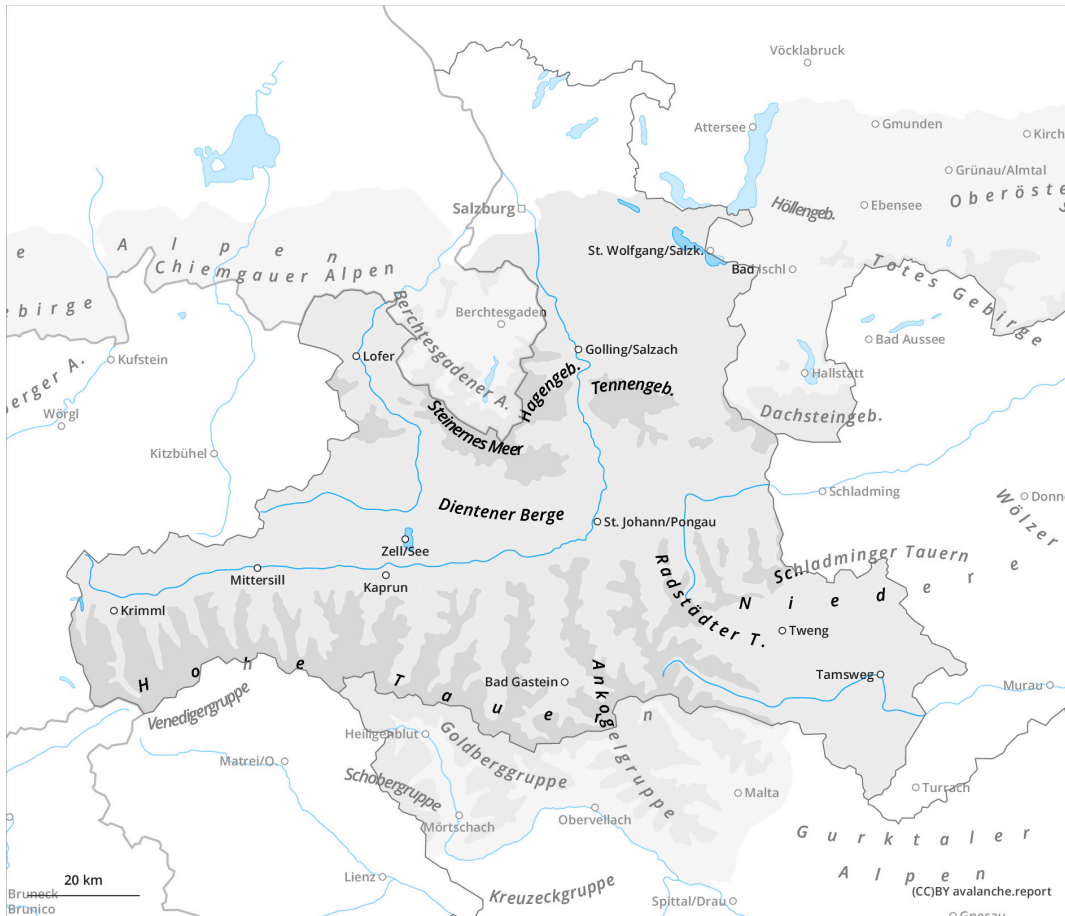 Vöcklabruck
Attersee
Gmunden
Kirch
Grünau/Almtal
Oberöste
Salzburg
Höllengeb.
Ebensee
e
Alpen
Chiemgauer Alpen
St. Wolfgang/Salzk.
Bad Ischl
Totes Gebirge
ebirge
Berchtesgaden
Berchtesgadener A.
Kufstein
Lofer
Golling/Salzach
Bad Aussee
berger A.
Hagengeb.
Tennengeb.
Hallstatt
Wörgl
Steinernes Meer
Dachsteingeb.
Kitzbühel
Schladming
Donne
Wölzer
Dientener Berge
St. Johann/Pongau
Zell/See
Mittersill
Kaprun
Schladminger Tauern
Krimml
Radstädter T.
Niedere
Tweng
Hohe Tauern
Bad Gastein
Ankogelgruppe
Tamsweg
Murau
Venedigergruppe
Heiligenblut
Goldberggruppe
Matrei/O.
Schobergruppe
Malta
Turrach
Mörtschach
Obervellach
Gurktaler
Alpen
20 km
Lienz
Kreuzeckgruppe
(CC)BY avalanche.report
Bruneck
Brunico
Spittal/Drau